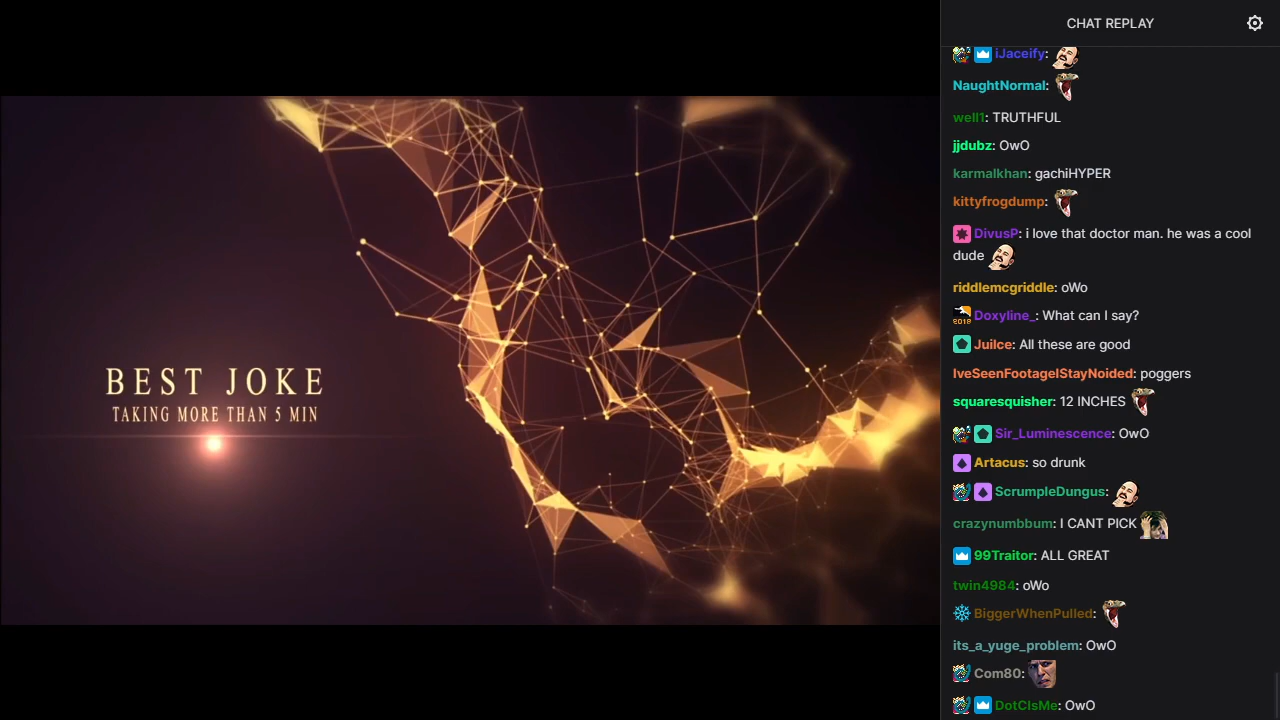 CHAT REPLAY
iJaceify:
NaughtNormal:
well1: TRUTHFUL
jjdubz: OwO
karmalkhan: gachiHYPER
kittyfrogdump:
DivusP: i love that doctor man. he was a cool
dude
riddlemcgriddle: oWo
Doxyline_: What can I say?
Juilce: All these are good
IveSeenFootageIStayNoided: poggers
squaresquisher: 12 INCHES
Sir_Luminescence: OwO
Artacus: so drunk
ScrumpleDungus:
crazynumbbum: I CANT PICK
99Traitor: ALL GREAT
twin4984: oWo
BiggerWhenPulled:
its_a_yuge_problem: OwO
Com80:
DotCIsMe: OwO
BEST JOKE
TAKING MORE THAN 5 MIN